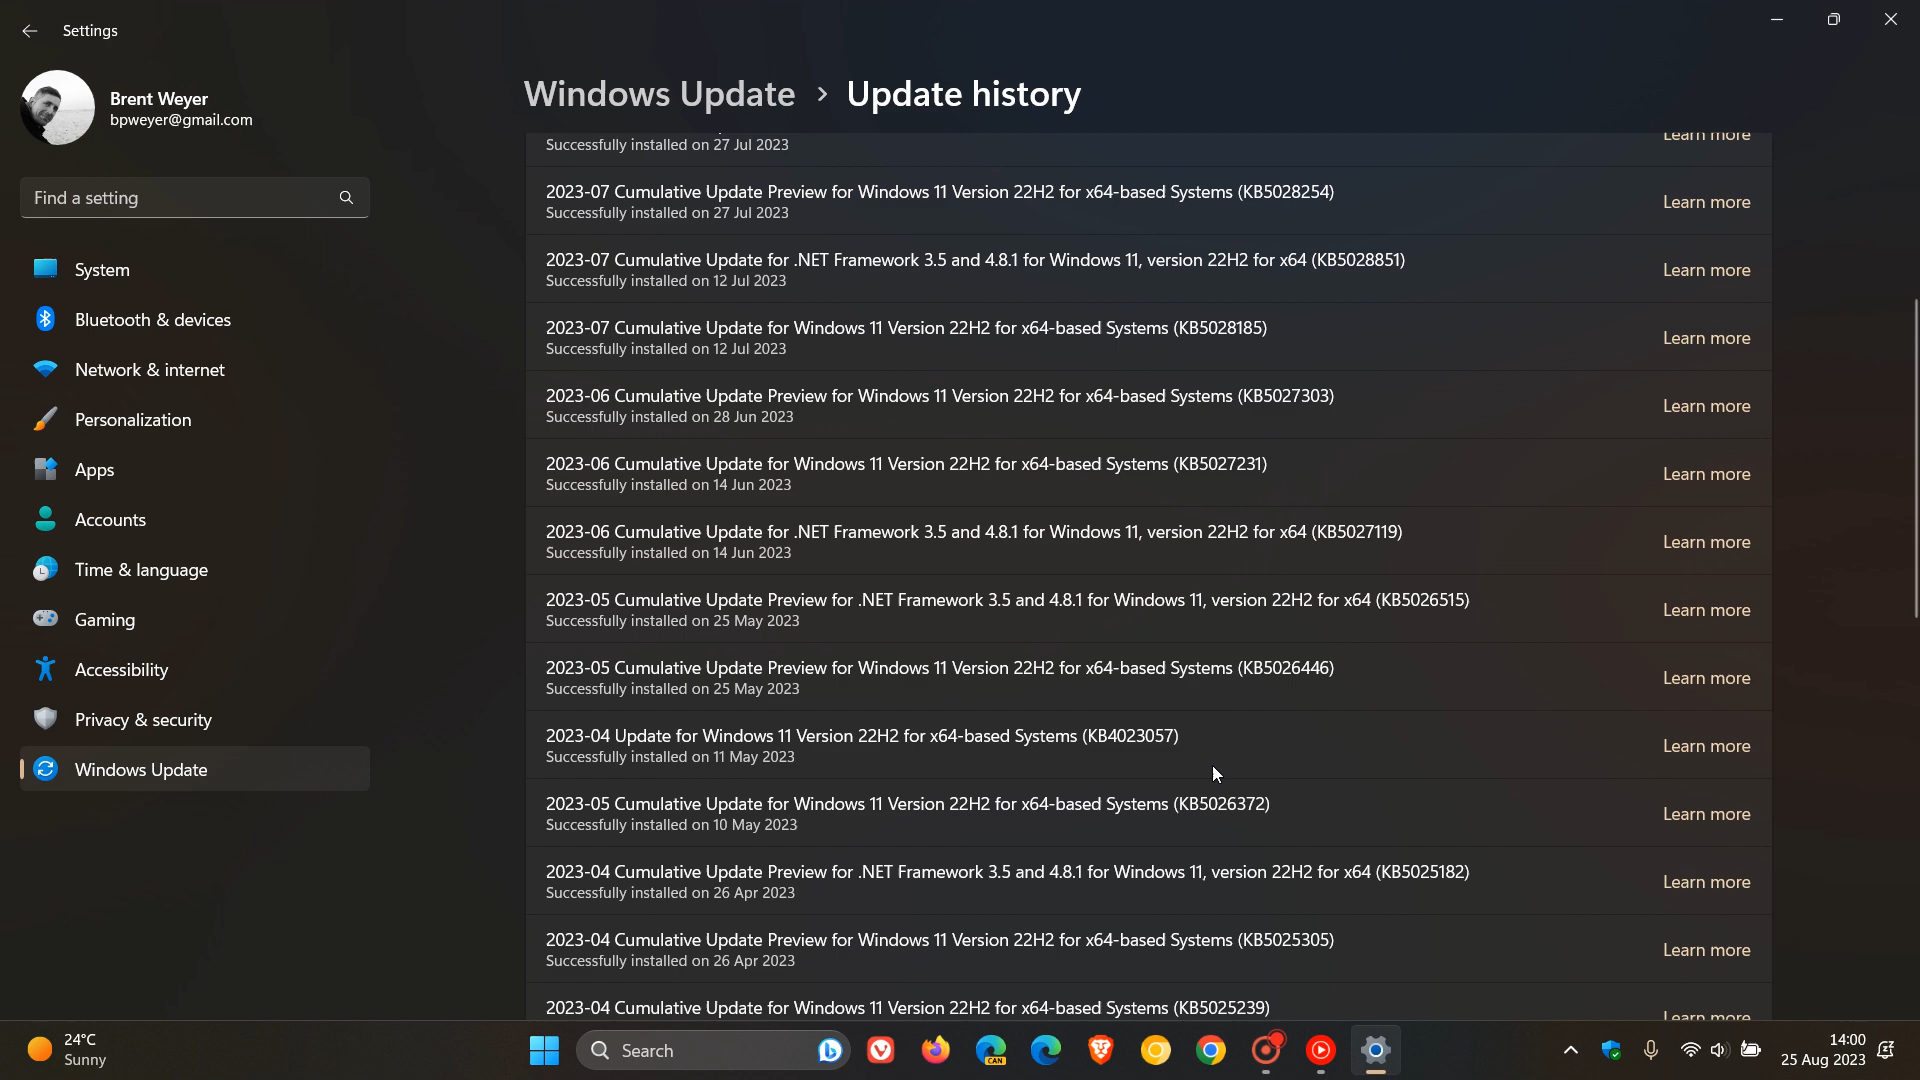 Settings
Brent Weyer
bpweyer@gmail.com
Find a setting
System
Bluetooth & devices
Network & internet
Personalization
Apps
Accounts
Time & language
Gaming
Accessibility
Privacy & security
Windows Update
Windows Update > Update history
Successfully installed on 27 Jul 2023
Learn more
2023-07 Cumulative Update Preview for Windows 11 Version 22H2 for x64-based Systems (KB5028254)
Successfully installed on 27 Jul 2023
Learn more
2023-07 Cumulative Update for .NET Framework 3.5 and 4.8.1 for Windows 11, version 22H2 for x64 (KB5028851)
Successfully installed on 12 Jul 2023
Learn more
2023-07 Cumulative Update for Windows 11 Version 22H2 for x64-based Systems (KB5028185)
Successfully installed on 12 Jul 2023
Learn more
2023-06 Cumulative Update Preview for Windows 11 Version 22H2 for x64-based Systems (KB5027303)
Successfully installed on 28 Jun 2023
Learn more
2023-06 Cumulative Update for Windows 11 Version 22H2 for x64-based Systems (KB5027231)
Successfully installed on 14 Jun 2023
Learn more
2023-06 Cumulative Update for .NET Framework 3.5 and 4.8.1 for Windows 11, version 22H2 for x64 (KB5027119)
Successfully installed on 14 Jun 2023
Learn more
2023-05 Cumulative Update Preview for .NET Framework 3.5 and 4.8.1 for Windows 11, version 22H2 for x64 (KB5026515)
Successfully installed on 25 May 2023
Learn more
2023-05 Cumulative Update Preview for Windows 11 Version 22H2 for x64-based Systems (KB5026446)
Successfully installed on 25 May 2023
Learn more
2023-04 Update for Windows 11 Version 22H2 for x64-based Systems (KB4023057)
Successfully installed on 11 May 2023
Learn more
2023-05 Cumulative Update for Windows 11 Version 22H2 for x64-based Systems (KB5026372)
Successfully installed on 10 May 2023
Learn more
2023-04 Cumulative Update Preview for .NET Framework 3.5 and 4.8.1 for Windows 11, version 22H2 for x64 (KB5025182)
Successfully installed on 26 Apr 2023
Learn more
2023-04 Cumulative Update Preview for Windows 11 Version 22H2 for x64-based Systems (KB5025305)
Successfully installed on 26 Apr 2023
Learn more
2023-04 Cumulative Update for Windows 11 Version 22H2 for x64-based Systems (KB5025239)
Learn more
24°C
Sunny
Search
CAN
14:00
25 Aug 2023